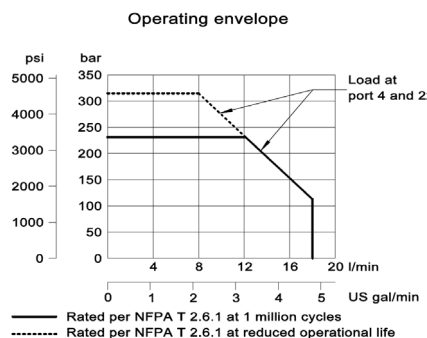 Operating envelope
psi
bar
5000
4000
3000
2000
1000
0
350
300
250
200
150
100
50
0
Load at
port 4 and 2
4 8 12 16 20 l/min
0 1 2 3 4 5 US gal/min
Rated per NFPA T 2.6.1 at 1 million cycles
Rated per NFPA T 2.6.1 at reduced operational life